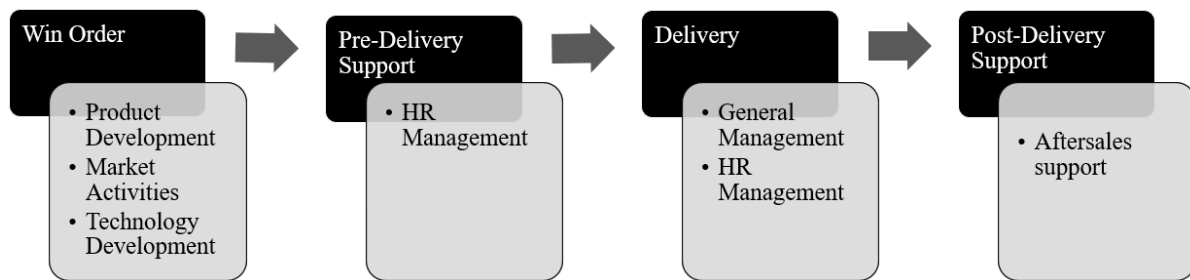 Win Order
• Product
Development
• Market
Activities
• Technology
Development
Pre-Delivery
Support
• HR
Management
Delivery
• General
Management
• HR
Management
Post-Delivery
Support
• Aftersales
support